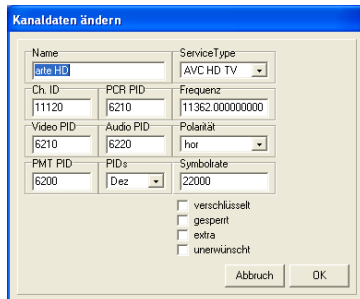 Kanaldaten ändern
Name ServiceType
arte HD AVC HD TV
Ch. ID PCR PID Frequenz
11120 6210 11362.000000000
Video PID Audio PID Polarität
6210 6220 hor
PMT PID PIDs Symbolrate
6200 Dez 22000
verschlüsselt
gesperrt
extra
unerwünscht
Abbruch OK